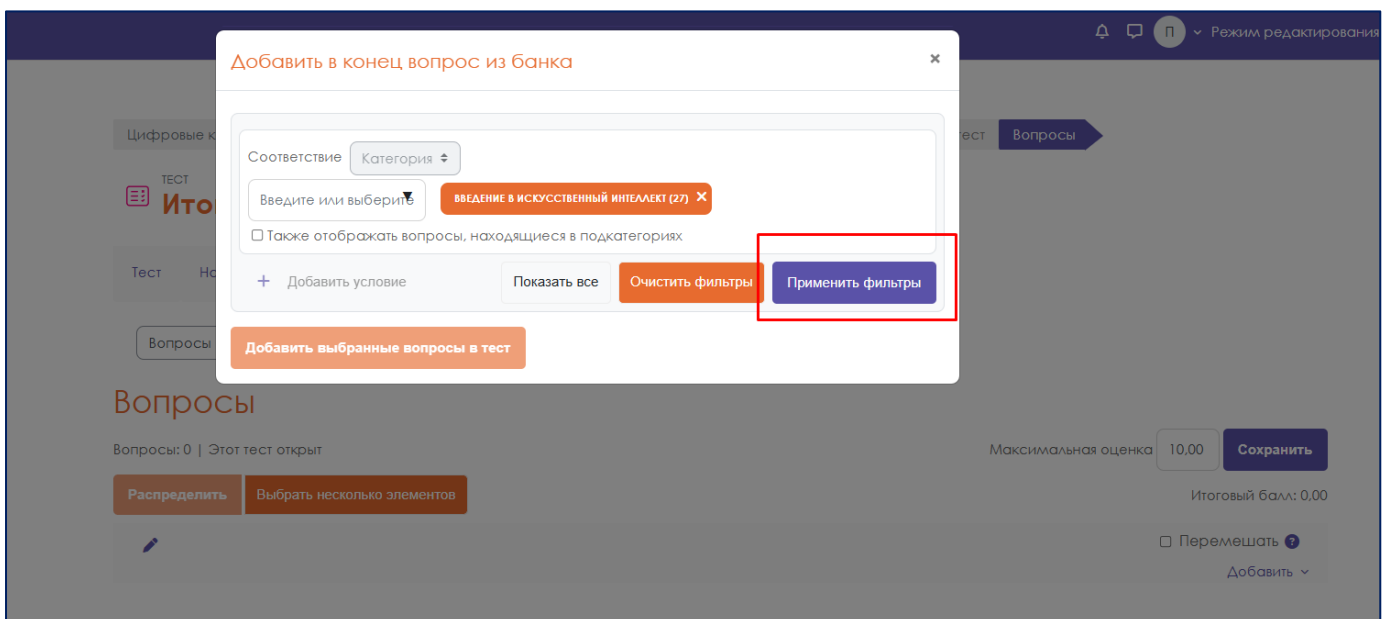 П Режим редактирования
Добавить в конец вопрос из банка ×
Цифровые к
ест Вопросы
Соответствие Категория
ТЕСТ
Ито
Введите или выберите ВВЕДЕНИЕ В ИСКУССТВЕННЫЙ ИНТЕЛЛЕКТ (27) ×
Также отображать вопросы, находящиеся в подкатегориях
Тест На
+ Добавить условие Показать все Очистить фильтры Применить фильтры
Вопросы
Добавить выбранные вопросы в тест
Вопросы
Вопросы: 0 | Этот тест открыт
Максимальная оценка 10,00 Сохранить
Распределить Выбрать несколько элементов
Итоговый балл: 0,00
Перемешать ?
Добавить